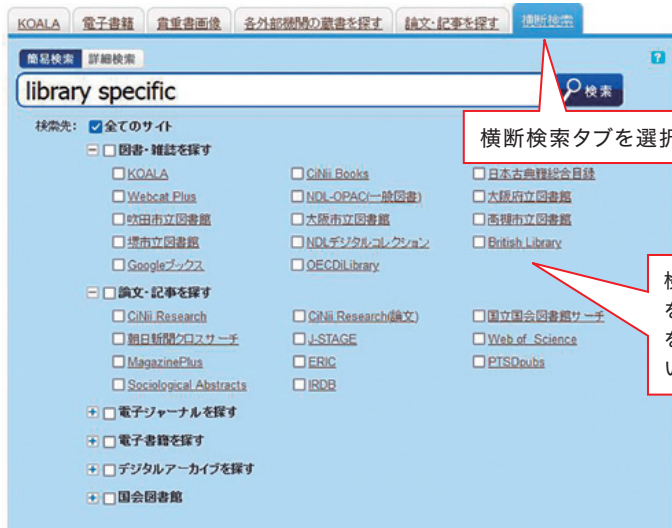 KOALA 電子書籍 貴重書画像 各外部機関の蔵書を探す 論文・記事を探す 横断検索
簡易検索 詳細検索 ?
library specific 検索
検索先: 全てのサイト
横断検索タブを選択
図書・雑誌を探す
KOALA CiNii Books 日本古典籍総合目録
Webcat Plus NDL-OPAC(一般図書) 大阪府立図書館
吹田市立図書館 大阪市立図書館 高槻市立図書館
堺市立図書館 NDLデジタルコレクション British Library
Googleブックス OECDiLibrary
論文・記事を探す
CiNii Research CiNii Research(論文) 国立国会図書館サーチ
朝日新聞クロスサーチ J-STAGE Web of Science
MagazinePlus ERIC PTSDpubs
Sociological Abstracts IRDB
電子ジャーナルを探す
電子書籍を探す
デジタルアーカイブを探す
国会図書館